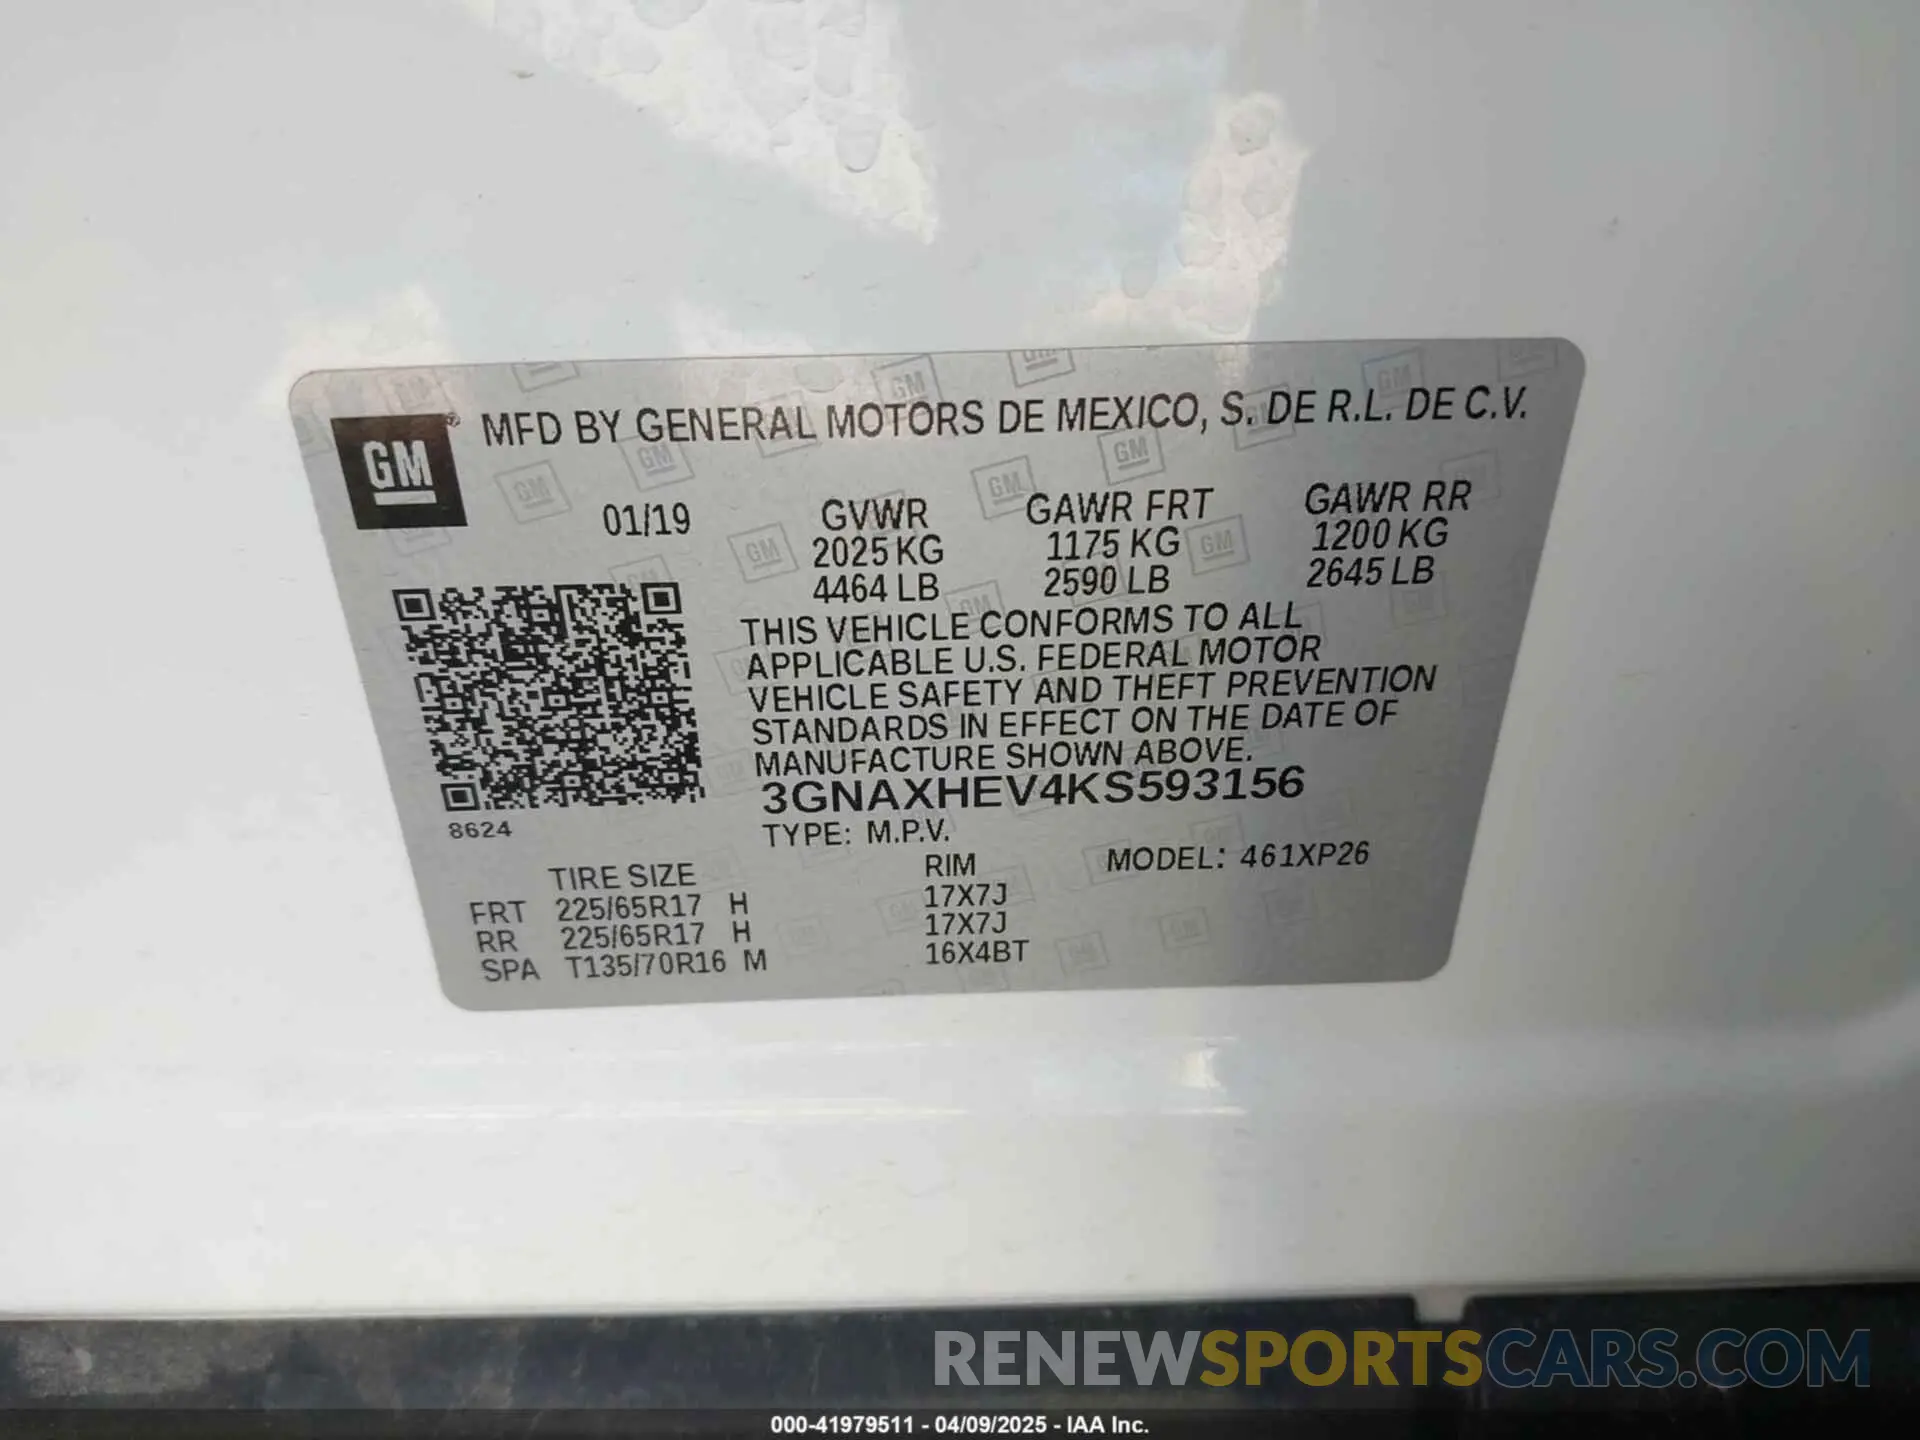 GM ® MFD BY GENERAL MOTORS DE MEXICO, S. DE R.L. DE C.V.
01/19 GVWR GAWR FRT GAWR RR
2025 KG 1175 KG 1200 KG
4464 LB 2590 LB 2645 LB
THIS VEHICLE CONFORMS TO ALL
APPLICABLE U.S. FEDERAL MOTOR
VEHICLE SAFETY AND THEFT PREVENTION
STANDARDS IN EFFECT ON THE DATE OF
MANUFACTURE SHOWN ABOVE.
3GNAXHEV4KS593156
8624
TYPE: M.P.V.
TIRE SIZE RIM MODEL: 461XP26
FRT 225/65R17 H 17X7J
RR 225/65R17 H 17X7J
SPA T135/70R16 M 16X4BT
RENEWSPORTSCARS.COM
000-41979511 - 04/09/2025 - IAA Inc.